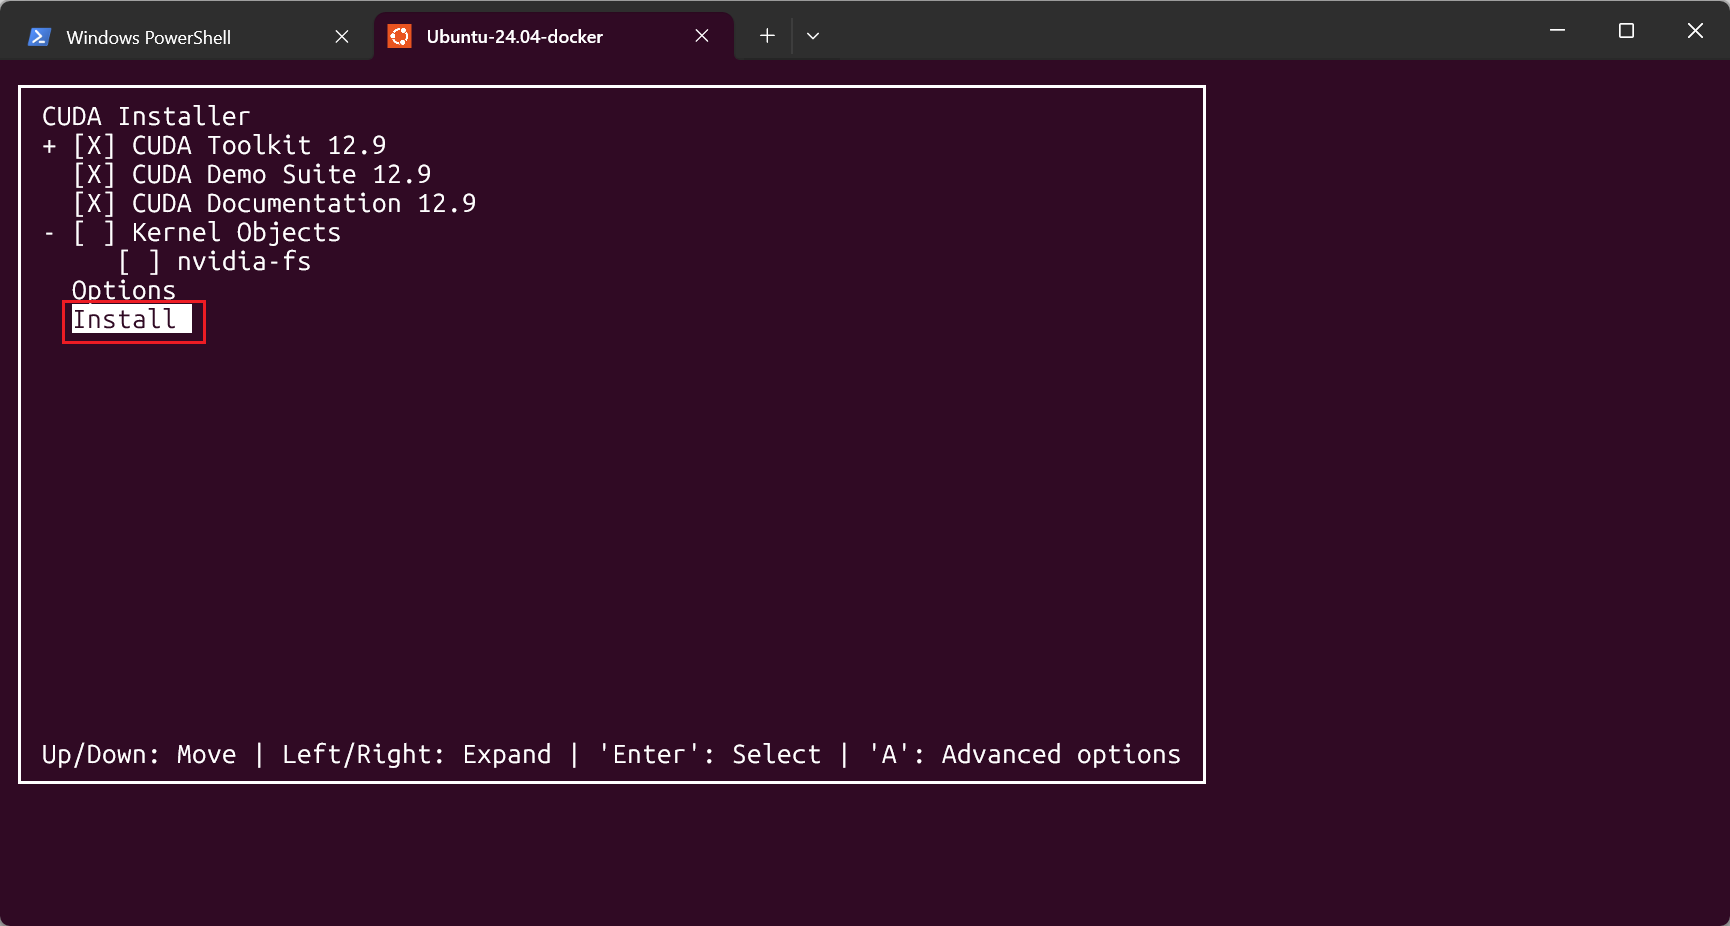 Windows PowerShell
Ubuntu-24.04-docker
CUDA Installer
+ [X] CUDA Toolkit 12.9
[X] CUDA Demo Suite 12.9
[X] CUDA Documentation 12.9
- [ ] Kernel Objects
[ ] nvidia-fs
Options
Install
Up/Down: Move | Left/Right: Expand | 'Enter': Select | 'A': Advanced options